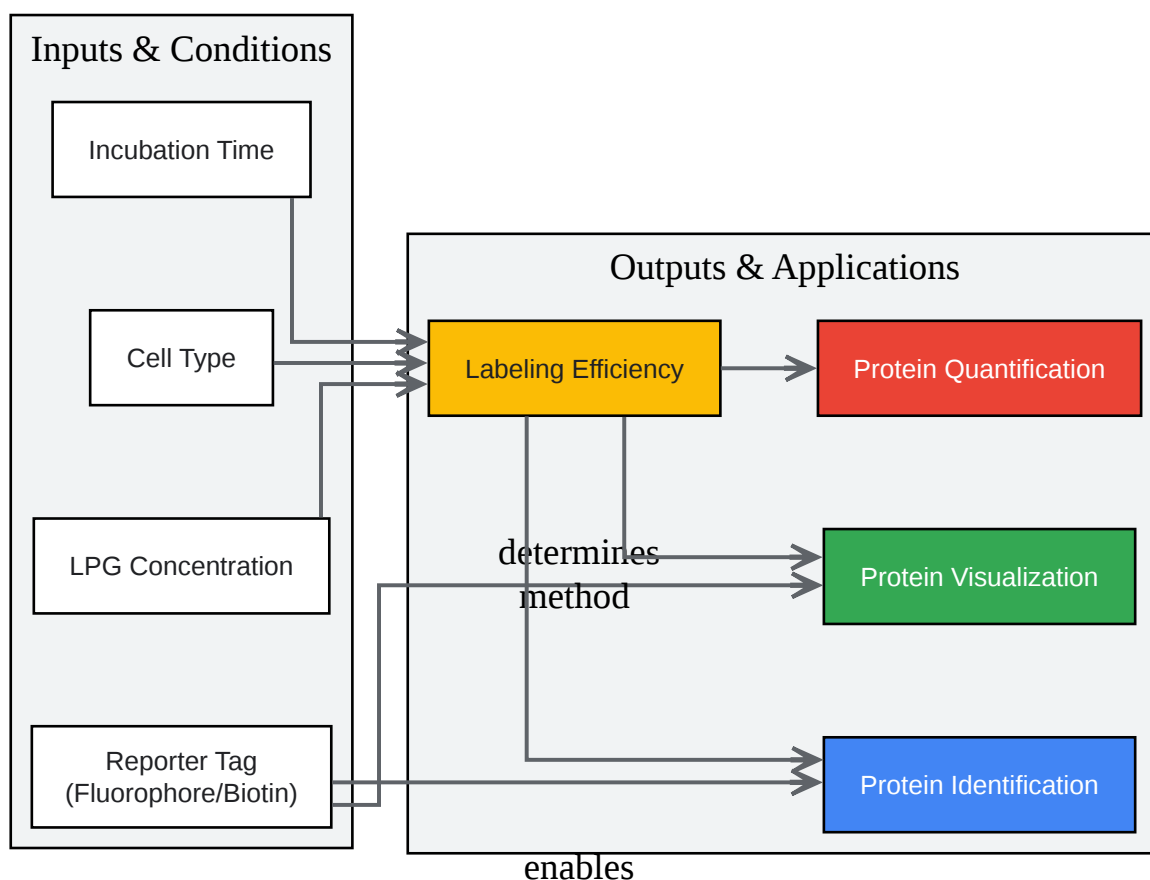 Inputs & Conditions
Incubation Time
Cell Type
LPG Concentration
Reporter Tag
(Fluorophore/Biotin)
Outputs & Applications
Labeling Efficiency
Protein Quantification
determines
method
Protein Visualization
Protein Identification
enables